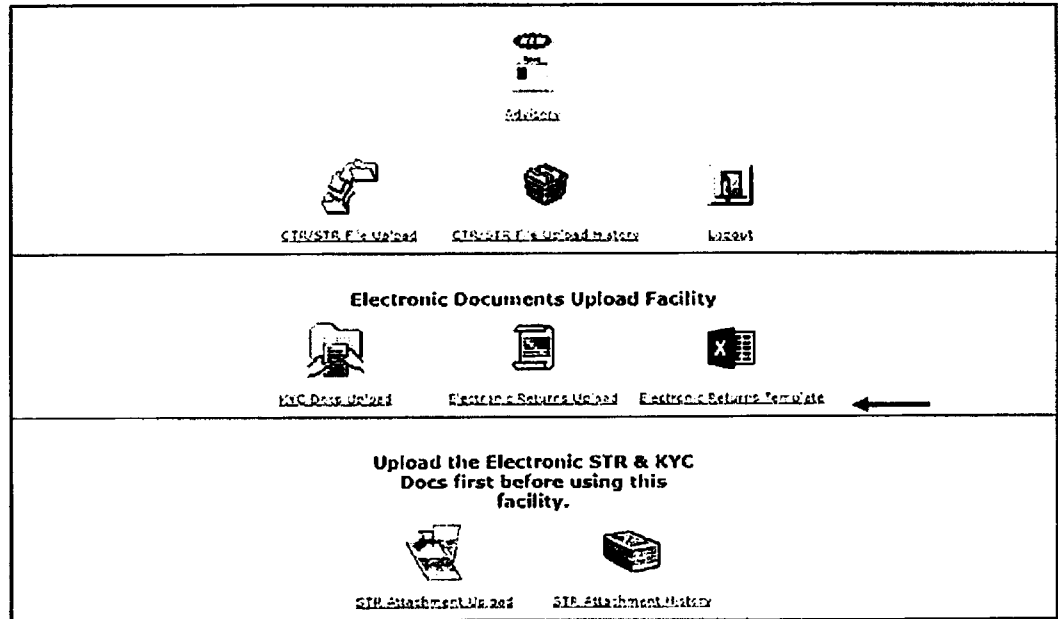 Advisory
CTR/STR File Upload CTR/STR File Upload History Logout
Electronic Documents Upload Facility
X
KYC Docs Upload Electronic Returns Upload Electronic Returns Template
Upload the Electronic STR & KYC
Docs first before using this
facility.
STR Attachment Upload STR Attachment History